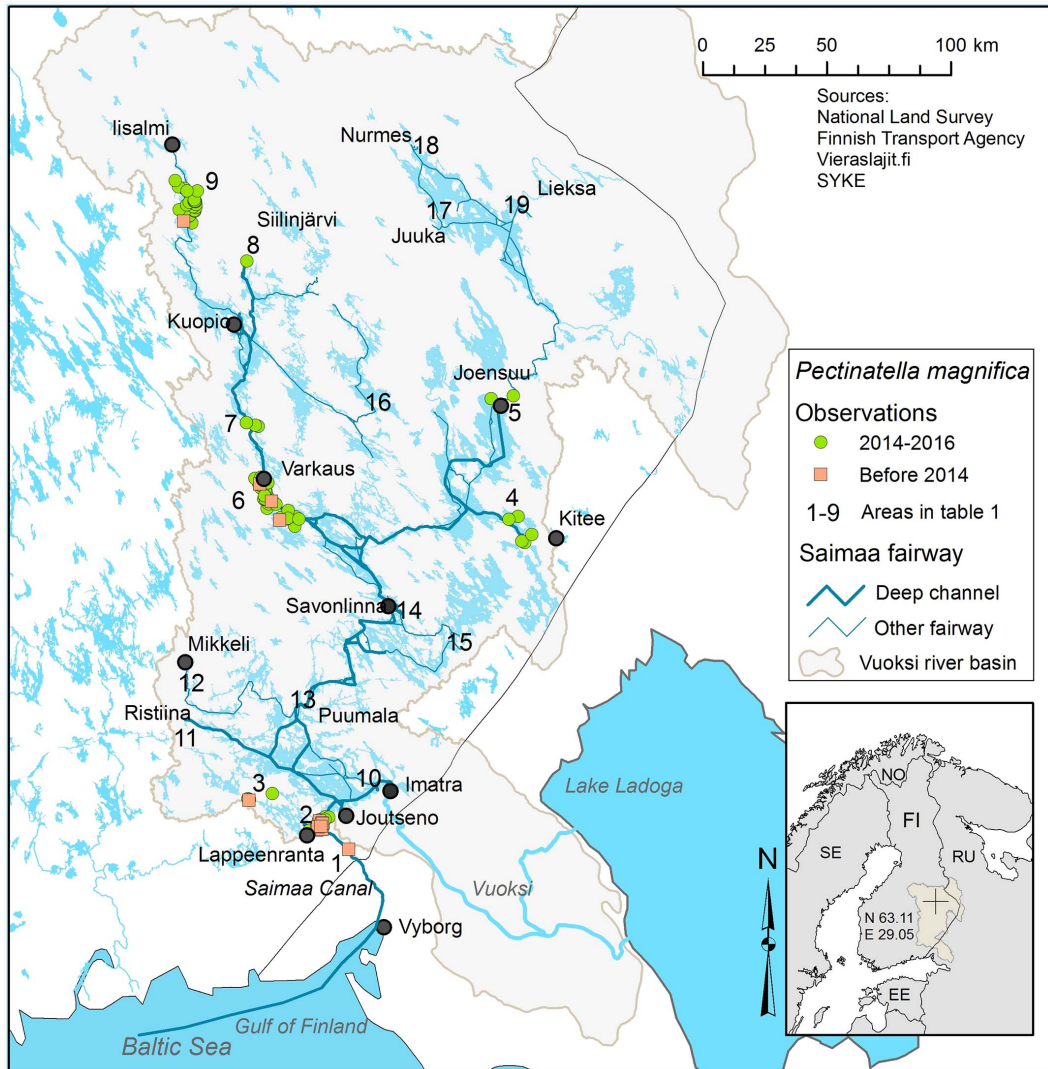 0 25 50 100 km
Sources:
National Land Survey
Finnish Transport Agency
Vieraslajit.fi
SYKE
Iisalmi
9
Siilinjärvi
8
Nurmes
18
Lieksa
17
19
Juuka
Kuopio
Joensuu
5
16
7
Varkaus
6
4
Kitee
Savonlinna
14
15
Mikkeli
12
13
Ristiina
Puumala
11
10
3
Imatra
2
Joutseno
Lappeenranta
1
Saimaa Canal
Vuoksi
Vyborg
Lake Ladoga
Gulf of Finland
Baltic Sea
Pectinatella magnifica
Observations
2014-2016
Before 2014
1-9 Areas in table 1
Saimaa fairway
Deep channel
Other fairway
Vuoksi river basin
N
NO
FI
SE
RU
N 63.11
E 29.05
EE